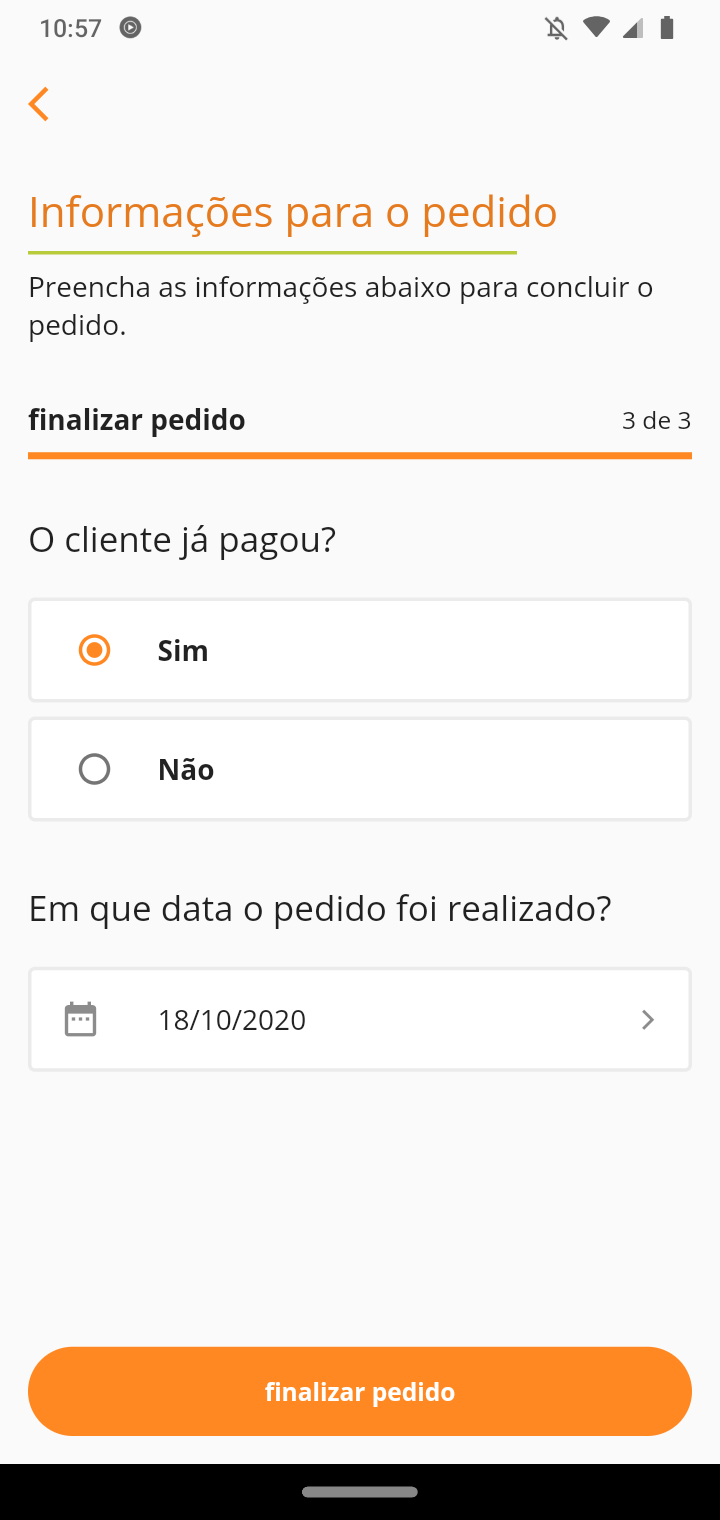 10:57
Informações para o pedido
Preencha as informações abaixo para concluir o
pedido.
finalizar pedido 3 de 3
O cliente já pagou?
Sim
Não
Em que data o pedido foi realizado?
18/10/2020
finalizar pedido